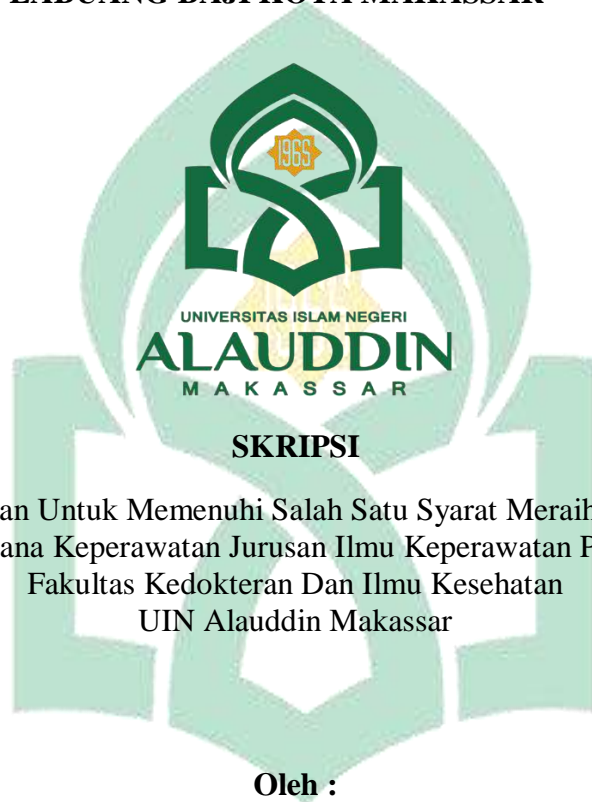 LABUANG BAJI KOTA MAKASSAR
1965
UNIVERSITAS ISLAM NEGERI
ALAUDDIN
MAKASSAR
SKRIPSI
an Untuk Memenuhi Salah Satu Syarat Meraih
ana Keperawatan Jurusan Ilmu Keperawatan P
Fakultas Kedokteran Dan Ilmu Kesehatan
UIN Alauddin Makassar
Oleh :